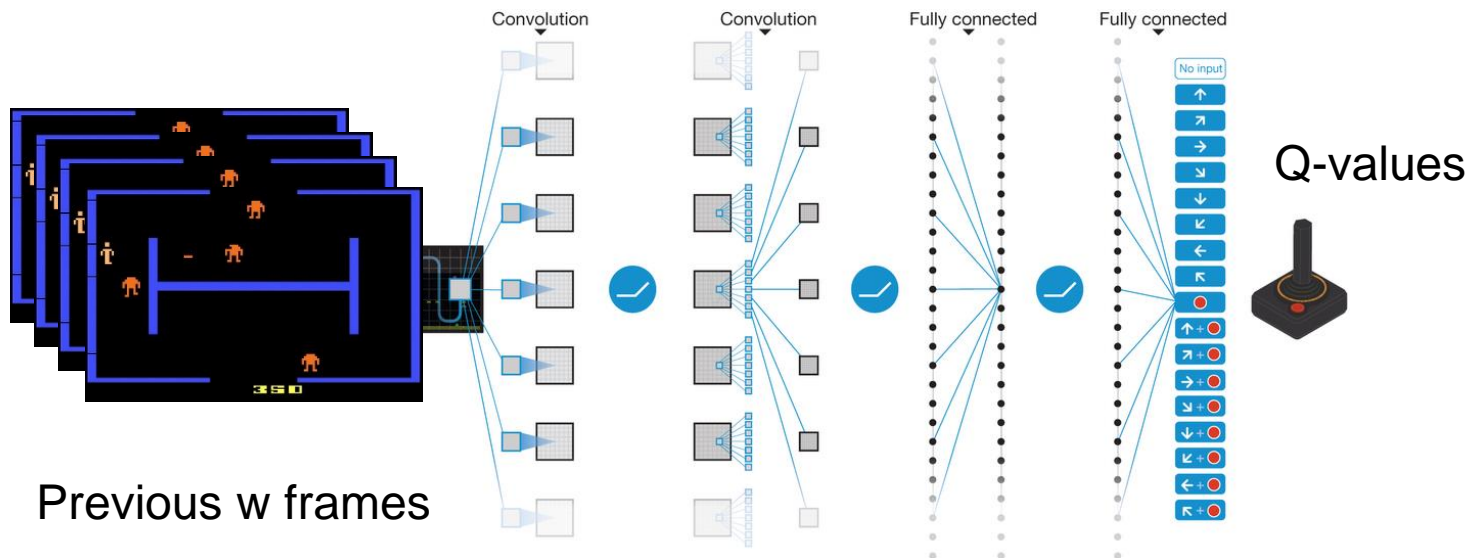 Convolution Convolution Fully connected Fully connected
No input
Q-values
350
Previous w frames